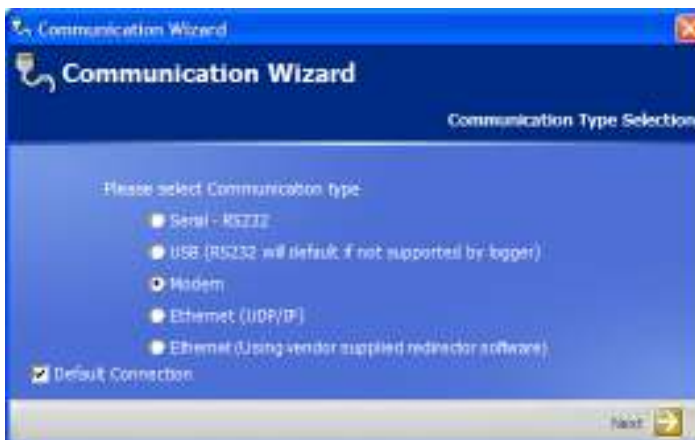 Communication Wizard
Communication Wizard
Communication Type Selection
Please select Communication type
Serial - RS232
USB (RS232 will default if not supported by logger)
Modem
Ethernet (UDP/IP)
Ethernet (Using vendor supplied redirector software)
Default Connection
Next